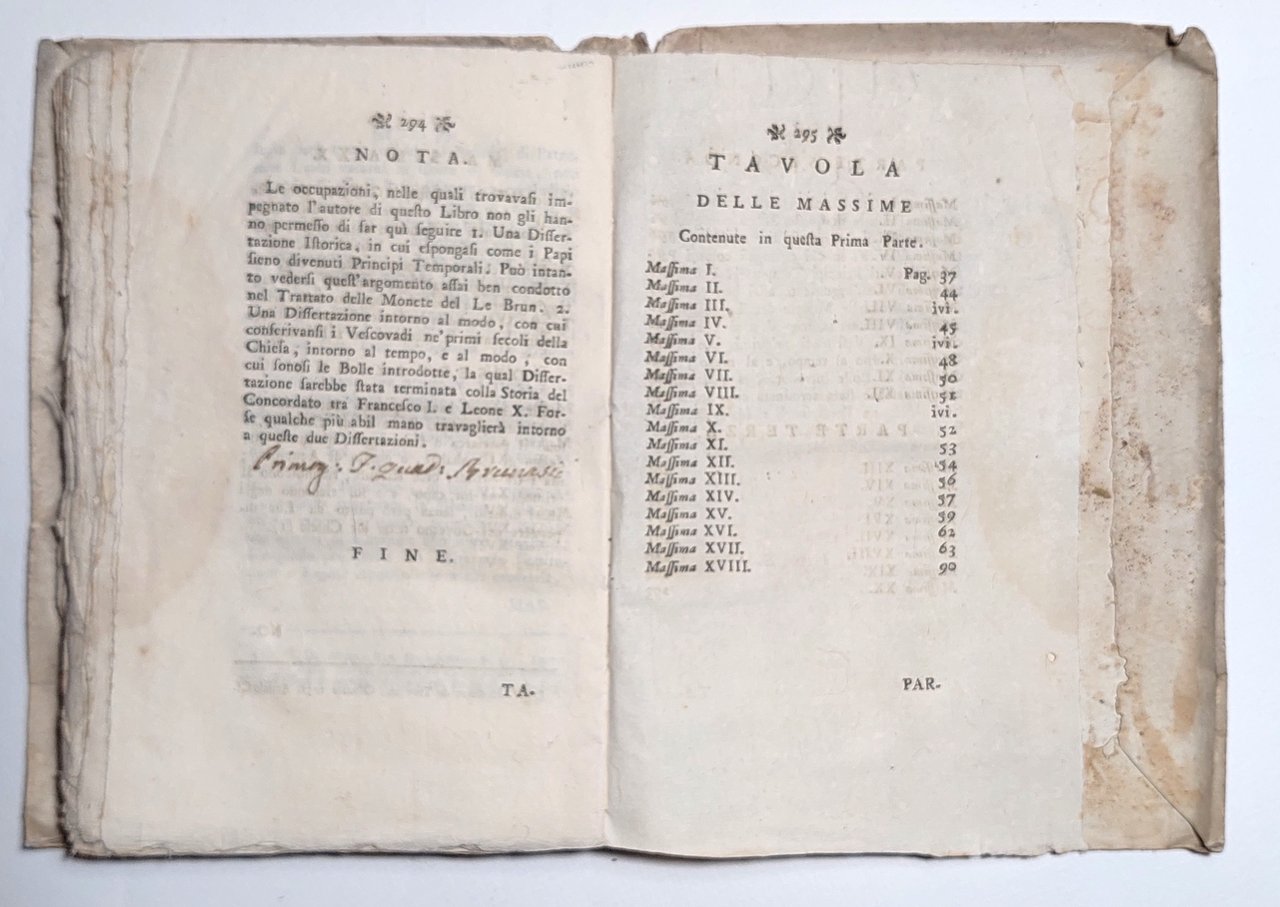 294
NOTA.
Le occupazioni, nelle quali trovavaſi im-
pegnato l'autore di queſto Libro non gli han-
no permeſſo di far quì ſeguire 1. Una Diſſer-
tazione Iſtorica, in cui eſpongaſi come i Papi
ſieno divenuti Principi Temporali. Può intan-
to vederſi queſt'argomento aſſai ben condotto
nel Trattato delle Monete del Le Brun. 2.
Una Diſſertazione intorno al modo, con cui
conferivanſi i Veſcovadi ne'primi ſecoli della
Chieſa, intorno al tempo, e al modo, con
cui ſonoſi le Bolle introdotte, la qual Diſſer-
tazione ſarebbe ſtata terminata colla Storia del
Concordato tra Franceſco I. e Leone X. For-
ſe qualche più abil mano travaglierà intorno
a queſte due Diſſertazioni.
FINE.
TA-
295
TAVOLA
DELLE MASSIME
Contenute in queſta Prima Parte.
Maſſima I. Pag. 37
Maſſima II. 44
Maſſima III. ivi.
Maſſima IV. 45
Maſſima V. ivi.
Maſſima VI. 48
Maſſima VII. 50
Maſſima VIII. 51
Maſſima IX. ivi.
Maſſima X. 52
Maſſima XI. 53
Maſſima XII. 54
Maſſima XIII. 56
Maſſima XIV. 57
Maſſima XV. 59
Maſſima XVI. 62
Maſſima XVII. 63
Maſſima XVIII. 90
PAR-